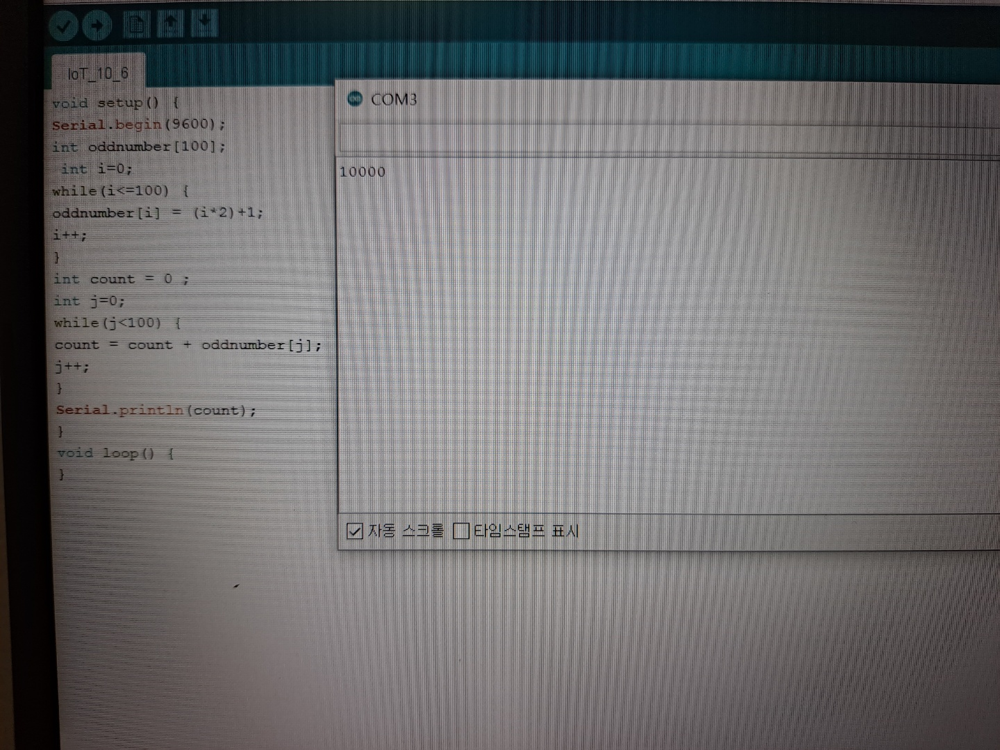 IoT_10_6
void setup() {
Serial.begin(9600);
int oddnumber[100];
int i=0;
while(i<=100) {
oddnumber[i] = (i*2)+1;
i++;
}
int count = 0 ;
int j=0;
while(j<100) {
count = count + oddnumber[j];
j++;
}
Serial.println(count);
}
void loop() {
}
COM3
10000
자동 스크롤 타임스탬프 표시